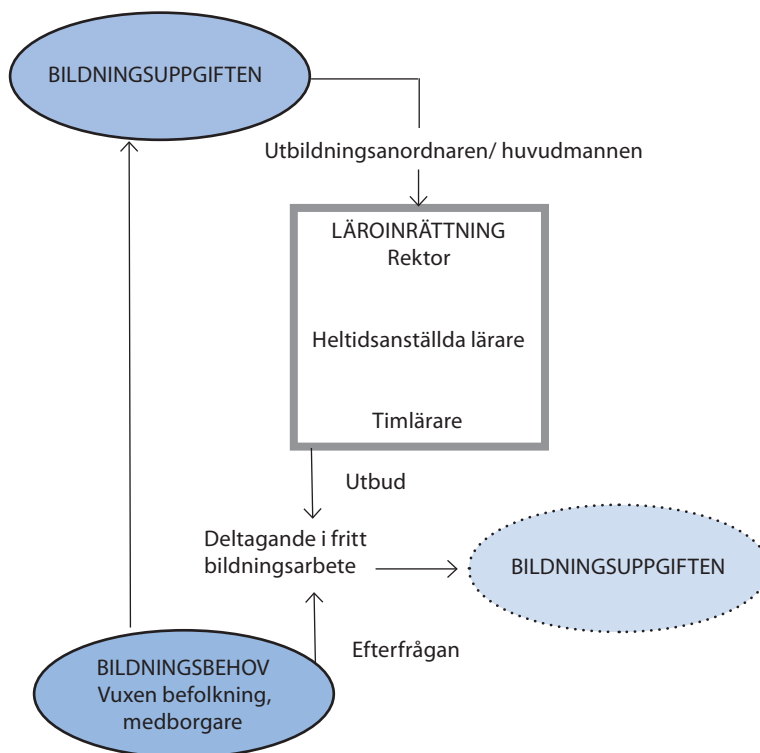 BILDNINGSUPPGIFTEN
Utbildningsanordnaren/ huvudmannen
LÄROINRÄTTNING
Rektor
Heltidsanställda lärare
Timlärare
Utbud
Deltagande i fritt
bildningsarbete
BILDNINGSUPPGIFTEN
Efterfrågan
BILDNINGSBEHOV
Vuxen befolkning,
medborgare